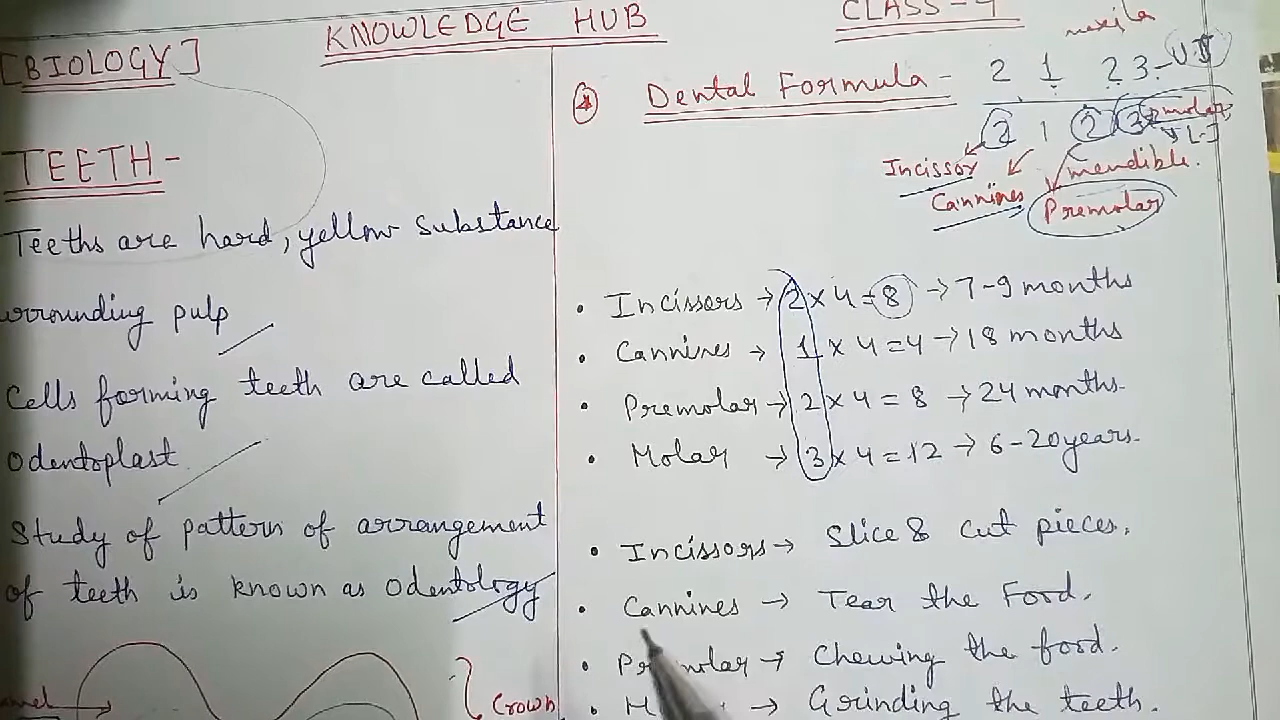 KNOWLEDGE HUB
CLASS-
[BIOLOGY]
TEETH-
Teeths are hard, yellow substance
urrounding pulp
Cells forming teeth are called
Odentoplast
Study of pattern of arrangement
of teeth is known as Odentology
Crown
maxila
Dental Formula - 2 1 2 3 - U.J
2 1 2 3 molar
L.J
Incissor
mendible.
Cannines
Premolar
• Incissors → 2 x 4 = 8 → 7-9 months
• Cannines → 1 x 4 = 4 → 18 months
• Premolar → 2 x 4 = 8 → 24 months
• Molar → 3 x 4 = 12 → 6-20 years.
• Incissors → Slice & cut pieces.
• Cannines → Tear the Food.
• Premolar → Chewing the food.
• M → Grinding the teeth.